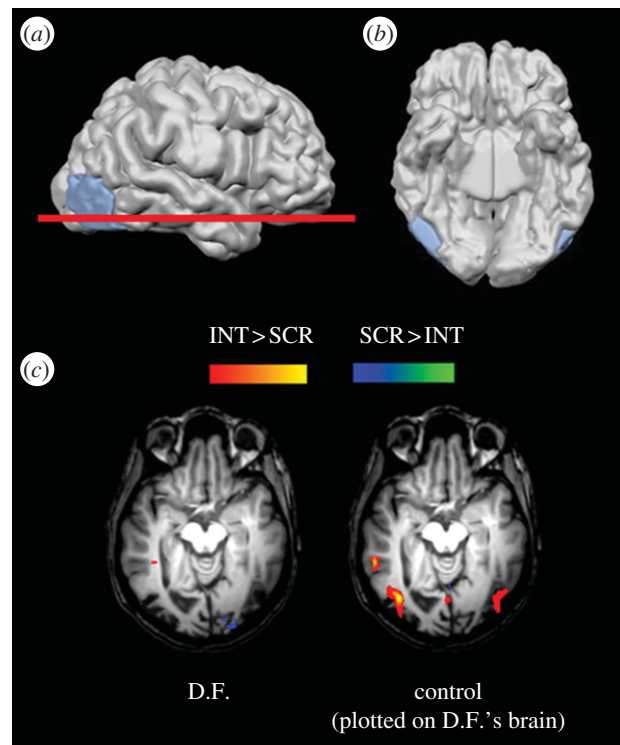 (a)
(b)
INT > SCR
SCR > INT
(c)
D.F.
control
(plotted on D.F.'s brain)